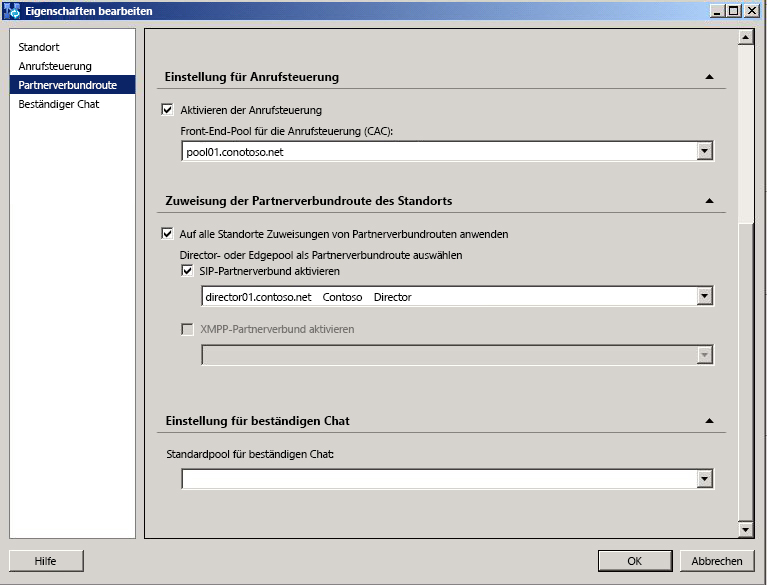 Eigenschaften bearbeiten
Standort
Anrufsteuerung
Partnerverbundroute
Beständiger Chat
Einstellung für Anrufsteuerung
Aktivieren der Anrufsteuerung
Front-End-Pool für die Anrufsteuerung (CAC):
pool01.conotoso.net
Zuweisung der Partnerverbundroute des Standorts
Auf alle Standorte Zuweisungen von Partnerverbundrouten anwenden
Director- oder Edgepool als Partnerverbundroute auswählen
SIP-Partnerverbund aktivieren
director01.contoso.net Contoso Director
XMPP-Partnerverbund aktivieren
Einstellung für beständigen Chat
Standardpool für beständigen Chat:
Hilfe
OK
Abbrechen